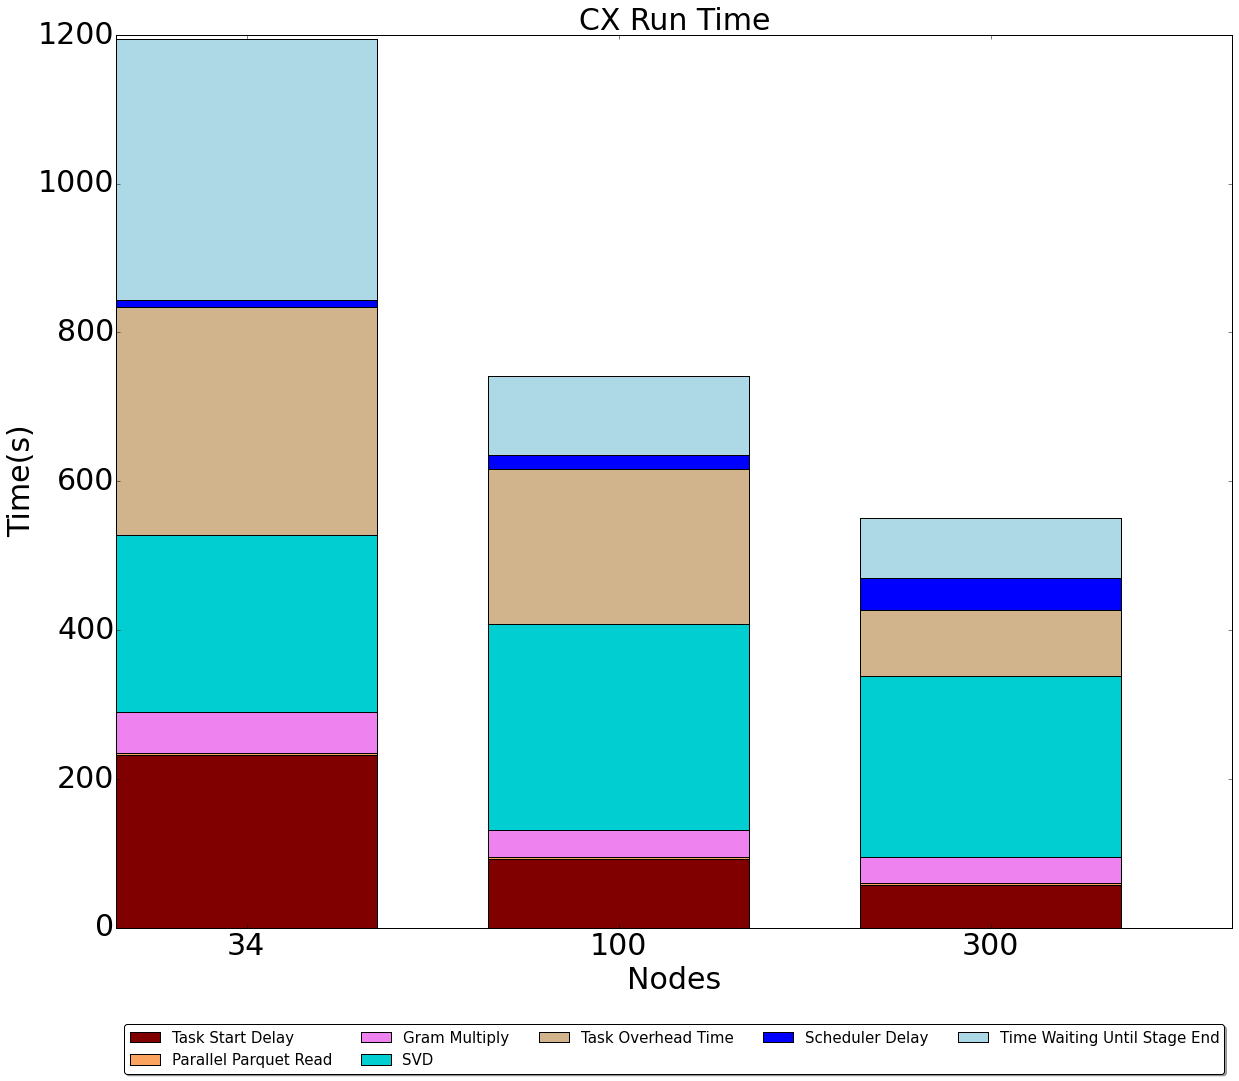 CX Run Time
1200
1000
800
600
400
200
0
Time(s)
34 100 300
Nodes
Task Start Delay Gram Multiply Task Overhead Time Scheduler Delay Time Waiting Until Stage End
Parallel Parquet Read SVD